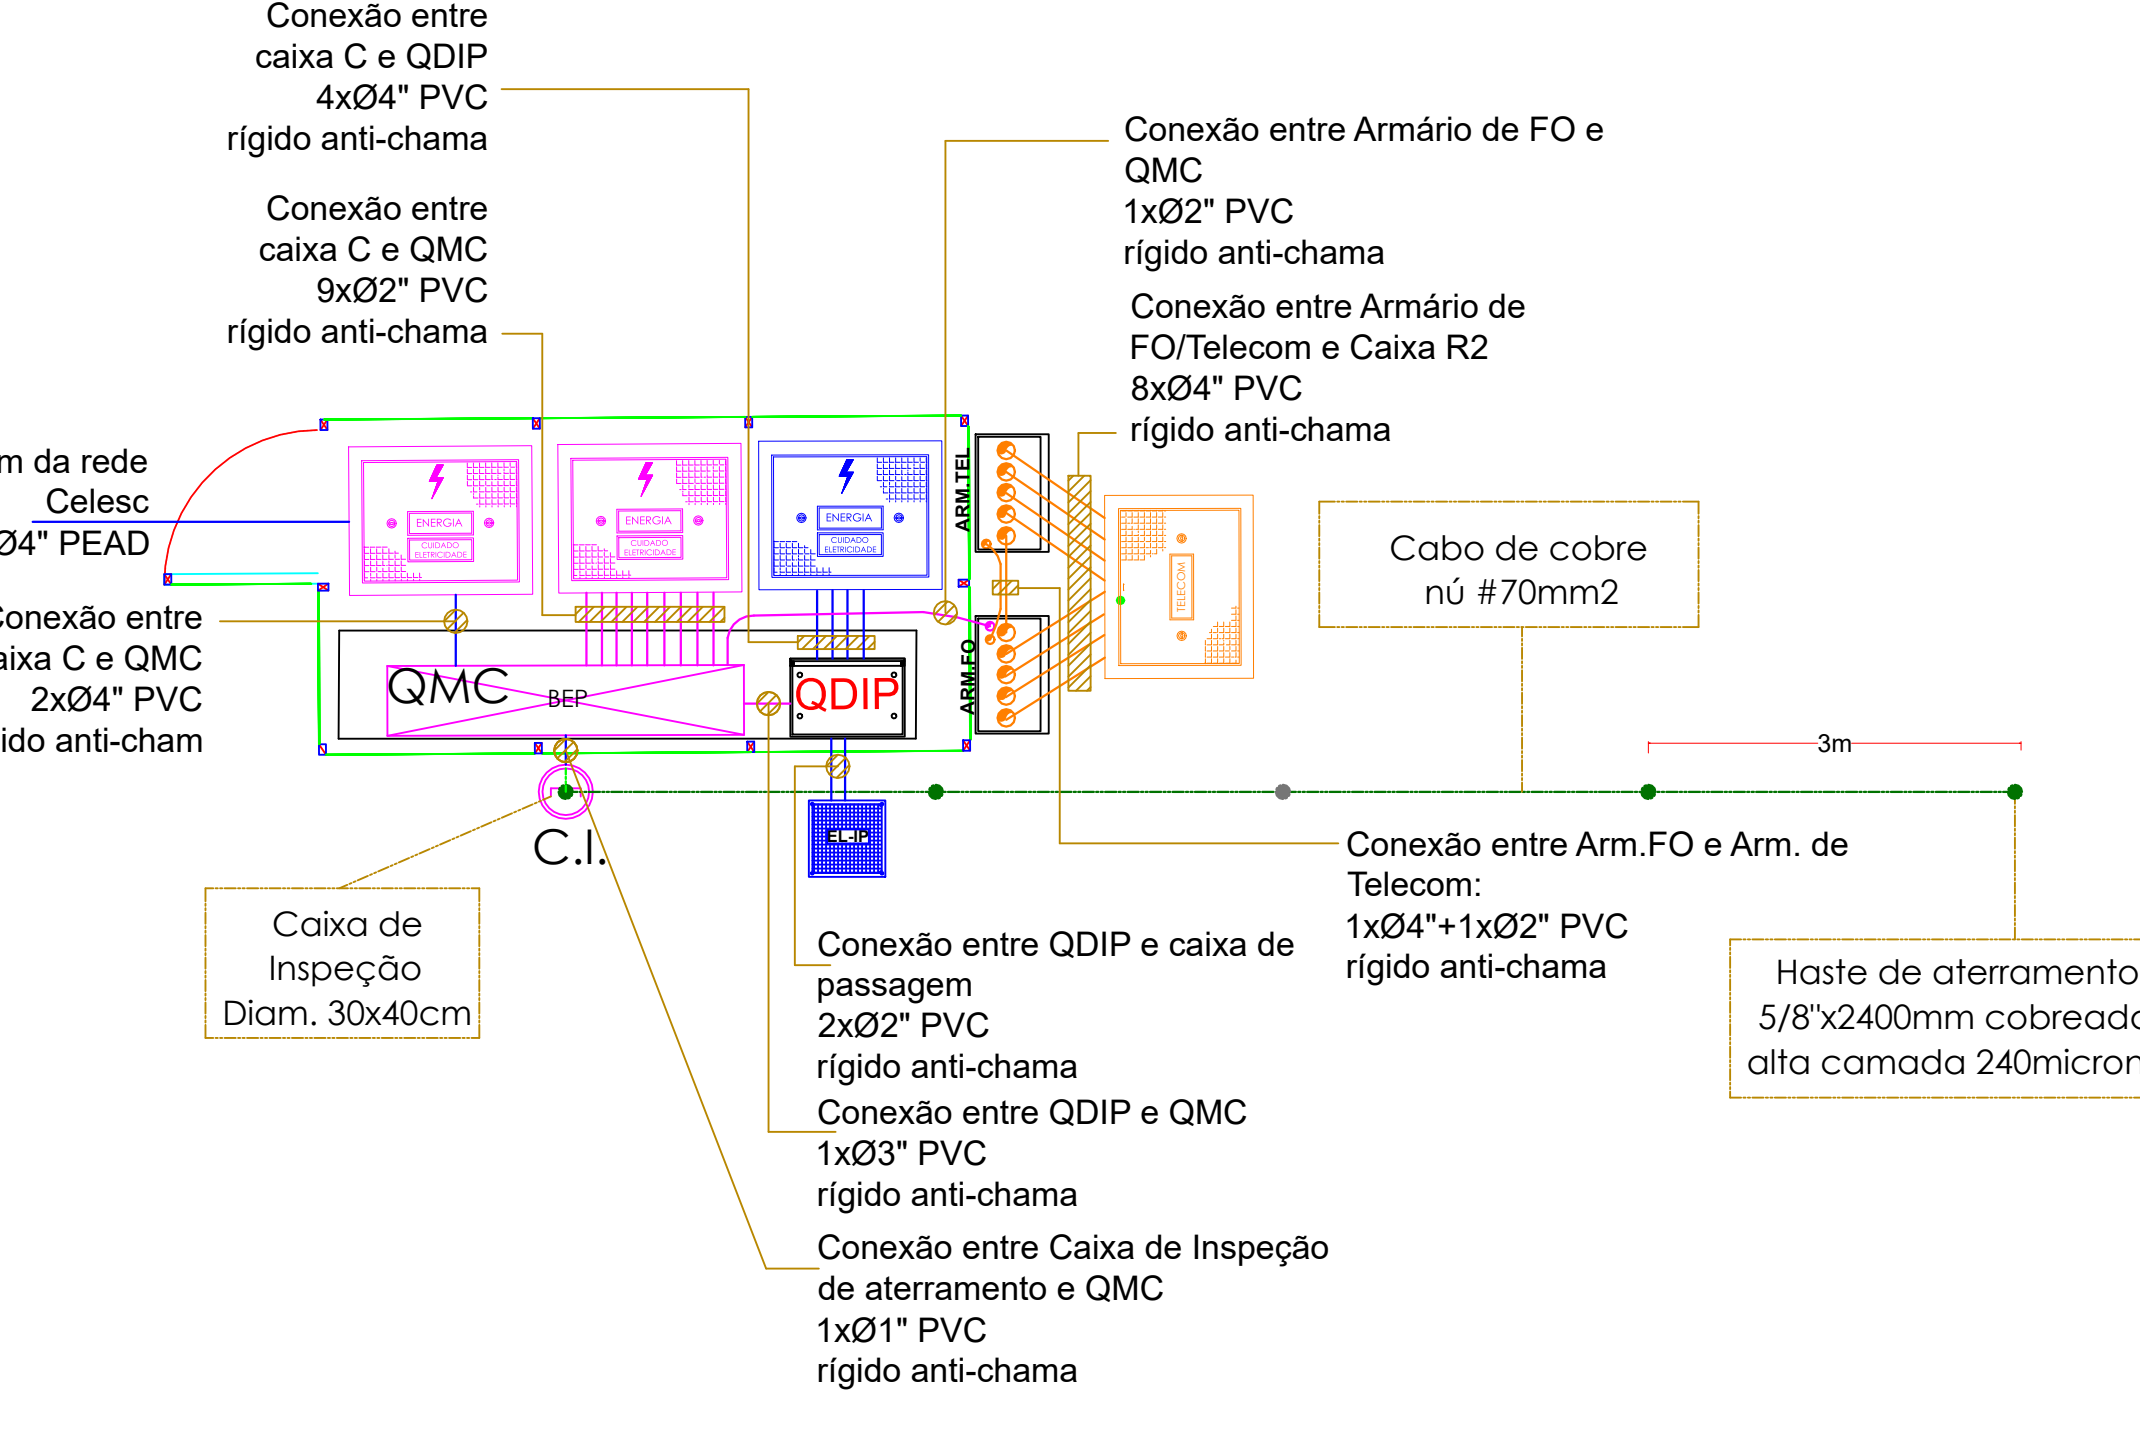 Conexão entre
caixa C e QDIP
4xØ4" PVC
rígido anti-chama
Conexão entre
caixa C e QMC
9xØ2" PVC
rígido anti-chama
Conexão entre Armário de FO e
QMC
1xØ2" PVC
rígido anti-chama
Conexão entre Armário de
FO/Telecom e Caixa R2
8xØ4" PVC
rígido anti-chama
m da rede
Celesc
Ø4" PEAD
Conexão entre
aixa C e QMC
2xØ4" PVC
ido anti-cham
ENERGIA
CUIDADO
ELETRICIDADE
ENERGIA
CUIDADO
ELETRICIDADE
ENERGIA
CUIDADO
ELETRICIDADE
ARM.TEL
ARM.FO
TELECOM
QMC
BEP
QDIP
Cabo de cobre
nú #70mm2
3m
C.I.
EL-IP
Caixa de
Inspeção
Diam. 30x40cm
Conexão entre Arm.FO e Arm. de
Telecom:
1xØ4"+1xØ2" PVC
rígido anti-chama
Haste de aterramento
5/8"x2400mm cobreada
alta camada 240micron
Conexão entre QDIP e caixa de
passagem
2xØ2" PVC
rígido anti-chama
Conexão entre QDIP e QMC
1xØ3" PVC
rígido anti-chama
Conexão entre Caixa de Inspeção
de aterramento e QMC
1xØ1" PVC
rígido anti-chama